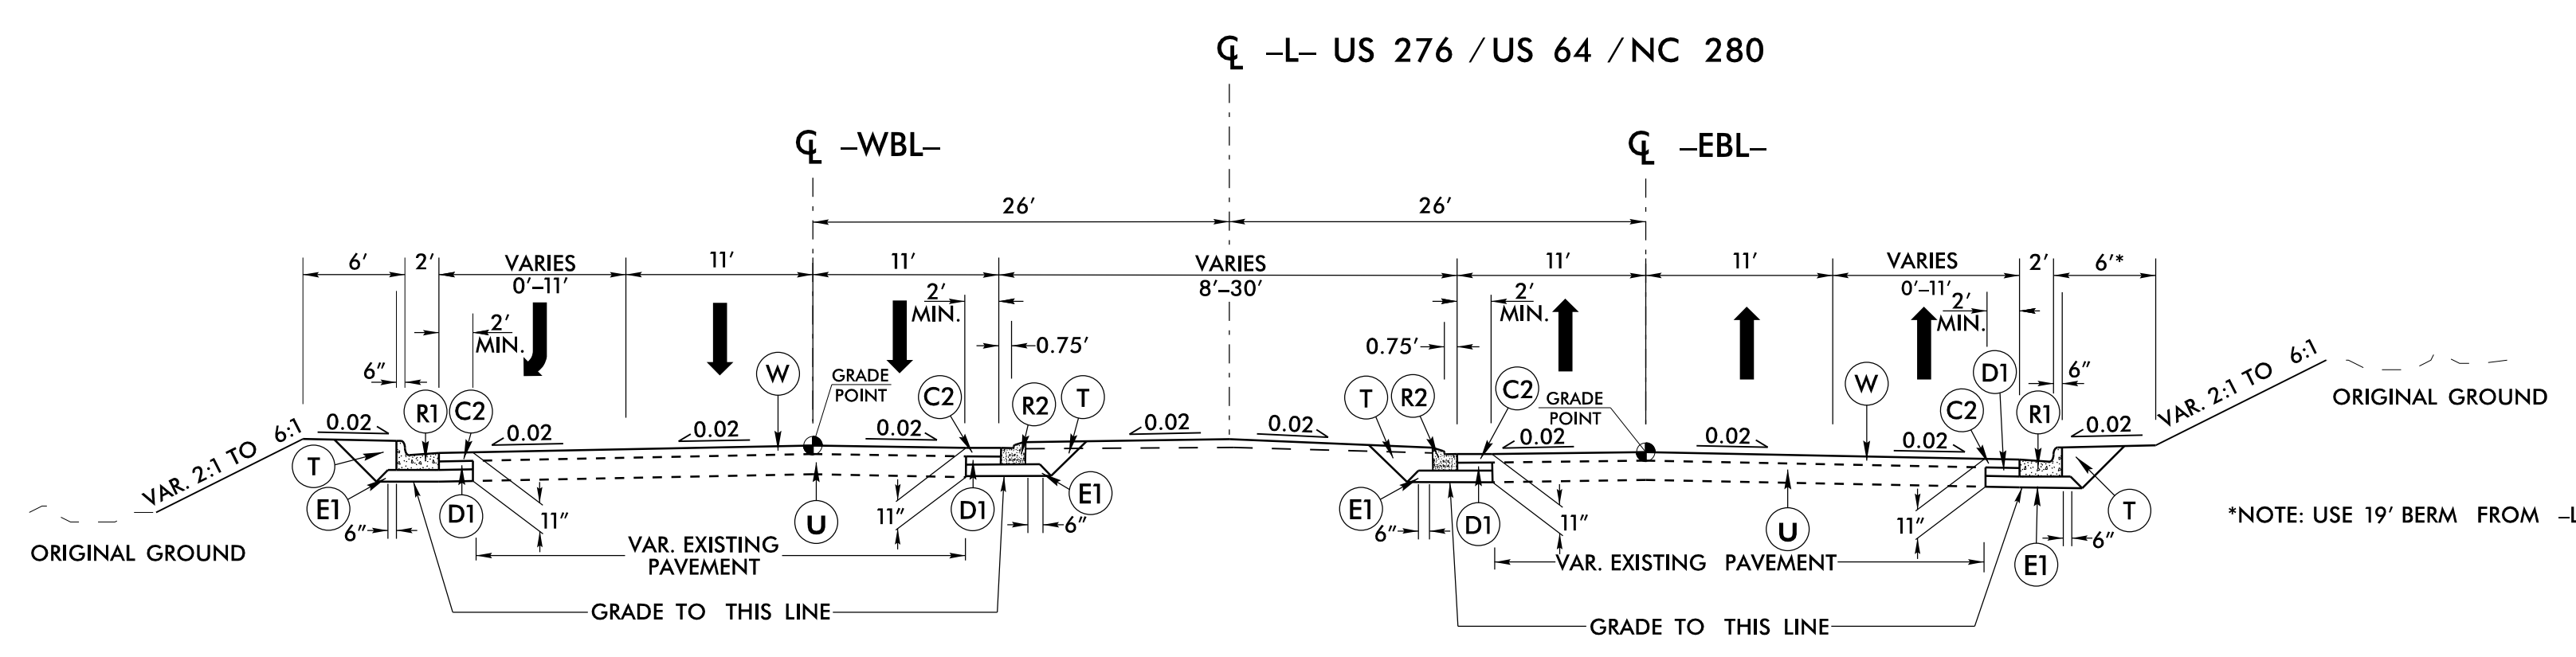 ℄ –L– US 276 / US 64 / NC 280
℄ –WBL–
℄ –EBL–
26' 26'
6' 2' VARIES 11' 11' VARIES 11' 11' VARIES 2' 6'*
0'–11' 8'–30' 0'–11'
2' MIN. 2' MIN. 2' MIN. 2' MIN.
6" 0.75' 0.75' 6"
W GRADE POINT GRADE POINT W D1
R1 C2 C2 R2 T T R2 C2 C2 R1
VAR. 2:1 TO 6:1 0.02 0.02 0.02 0.02 0.02 0.02 0.02 0.02 0.02 0.02 VAR. 2:1 TO 6:1
ORIGINAL GROUND
T E1 D1 U D1 E1 E1 D1 U E1 T
6" 11" 11" 6" 6" 11" 11" 6"
*NOTE: USE 19' BERM FROM –L
ORIGINAL GROUND
VAR. EXISTING
PAVEMENT
VAR. EXISTING PAVEMENT
GRADE TO THIS LINE
GRADE TO THIS LINE